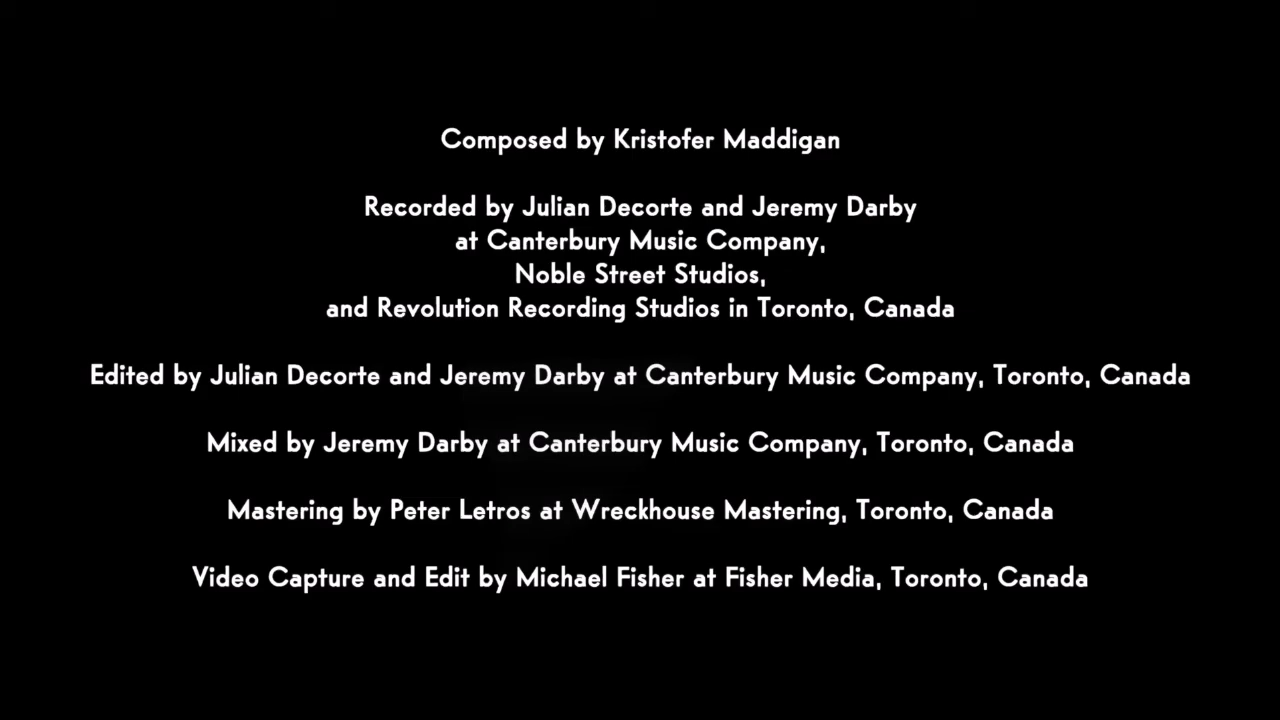 Composed by Kristofer Maddigan
Recorded by Julian Decorte and Jeremy Darby
at Canterbury Music Company,
Noble Street Studios,
and Revolution Recording Studios in Toronto, Canada
Edited by Julian Decorte and Jeremy Darby at Canterbury Music Company, Toronto, Canada
Mixed by Jeremy Darby at Canterbury Music Company, Toronto, Canada
Mastering by Peter Letros at Wreckhouse Mastering, Toronto, Canada
Video Capture and Edit by Michael Fisher at Fisher Media, Toronto, Canada